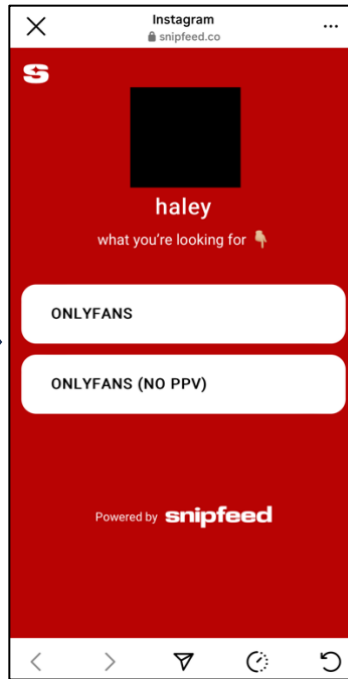 Instagram
snipfeed.co
S
haley
what you're looking for 👇🏼
ONLYFANS
ONLYFANS (NO PPV)
Powered by snipfeed